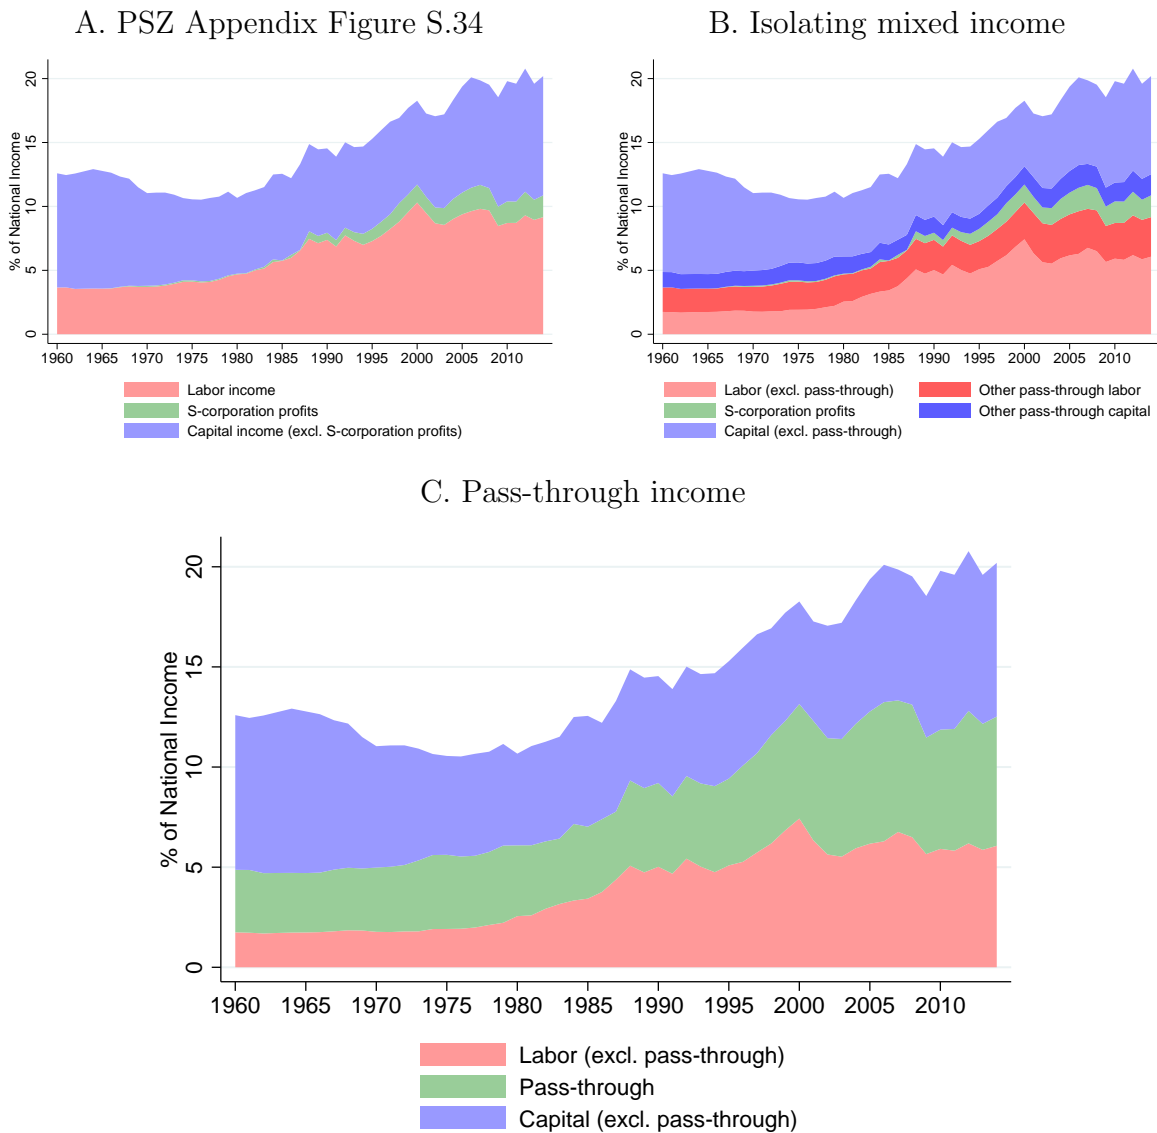 A. PSZ Appendix Figure S.34
% of National Income
20
15
10
5
0
1960 1965 1970 1975 1980 1985 1990 1995 2000 2005 2010
Labor income
S-corporation profits
Capital income (excl. S-corporation profits)
B. Isolating mixed income
% of National Income
20
15
10
5
0
1960 1965 1970 1975 1980 1985 1990 1995 2000 2005 2010
Labor (excl. pass-through) Other pass-through labor
S-corporation profits Other pass-through capital
Capital (excl. pass-through)
C. Pass-through income
% of National Income
20
15
10
5
0
1960 1965 1970 1975 1980 1985 1990 1995 2000 2005 2010
Labor (excl. pass-through)
Pass-through
Capital (excl. pass-through)